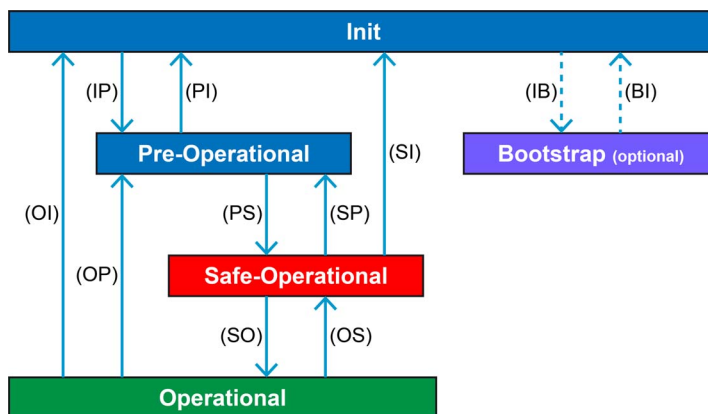 Init
(IP)
(PI)
(IB)
(BI)
Pre-Operational
Bootstrap (optional)
(SI)
(OI)
(PS)
(SP)
(OP)
Safe-Operational
(SO)
(OS)
Operational